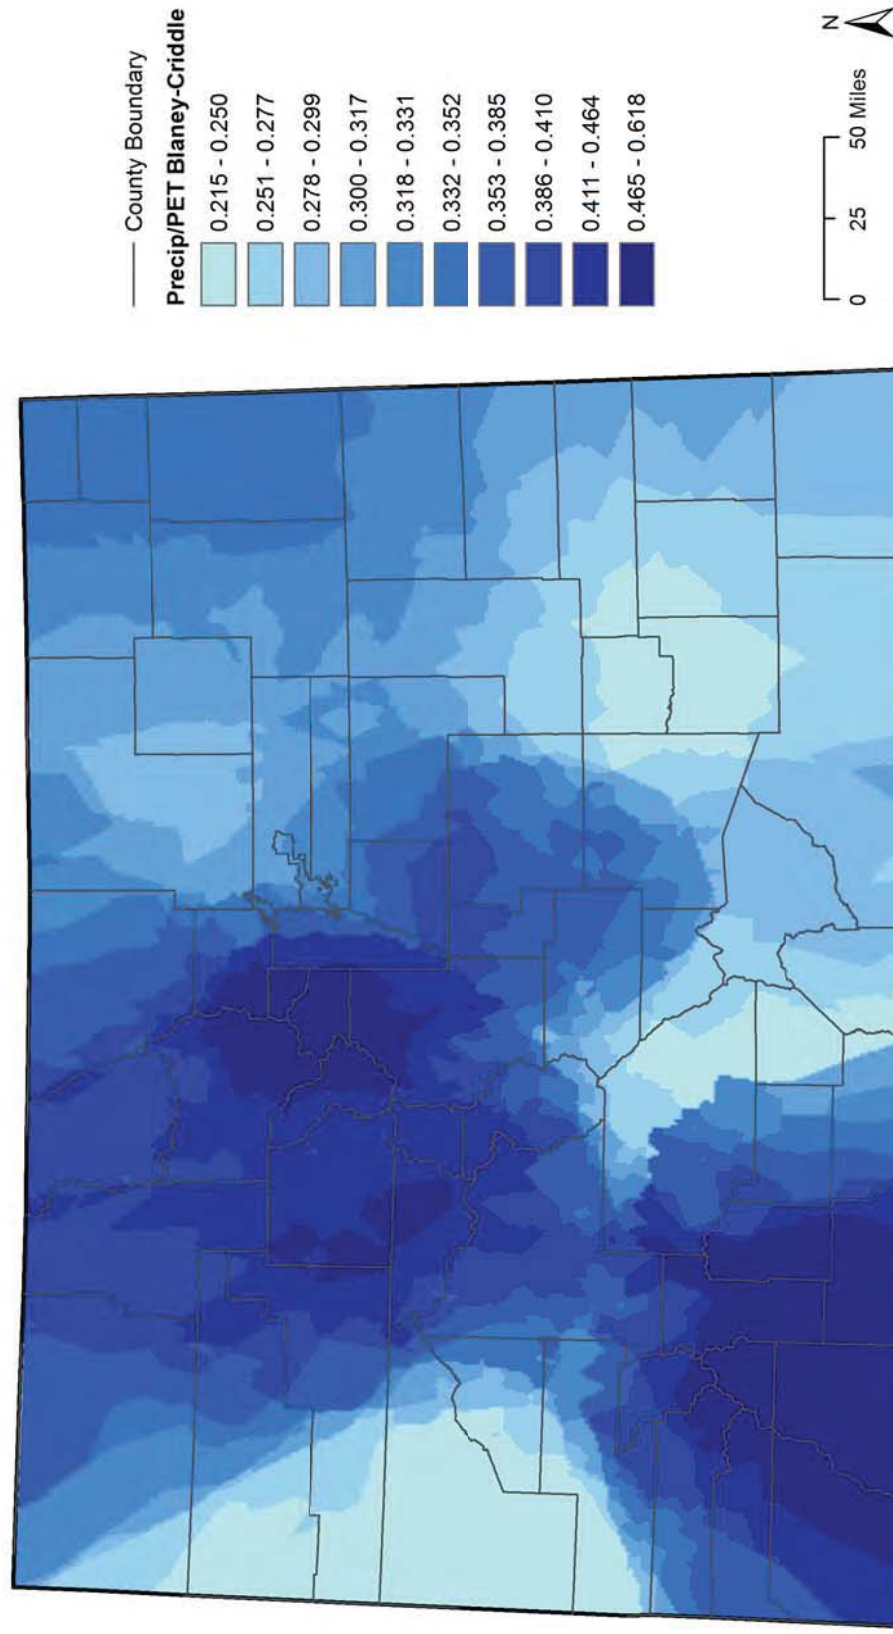 N
County Boundary
Precip/PET Blaney-Criddle
0.215 - 0.250
0.251 - 0.277
0.278 - 0.299
0.300 - 0.317
0.318 - 0.331
0.332 - 0.352
0.353 - 0.385
0.386 - 0.410
0.411 - 0.464
0.465 - 0.618
0 25 50 Miles